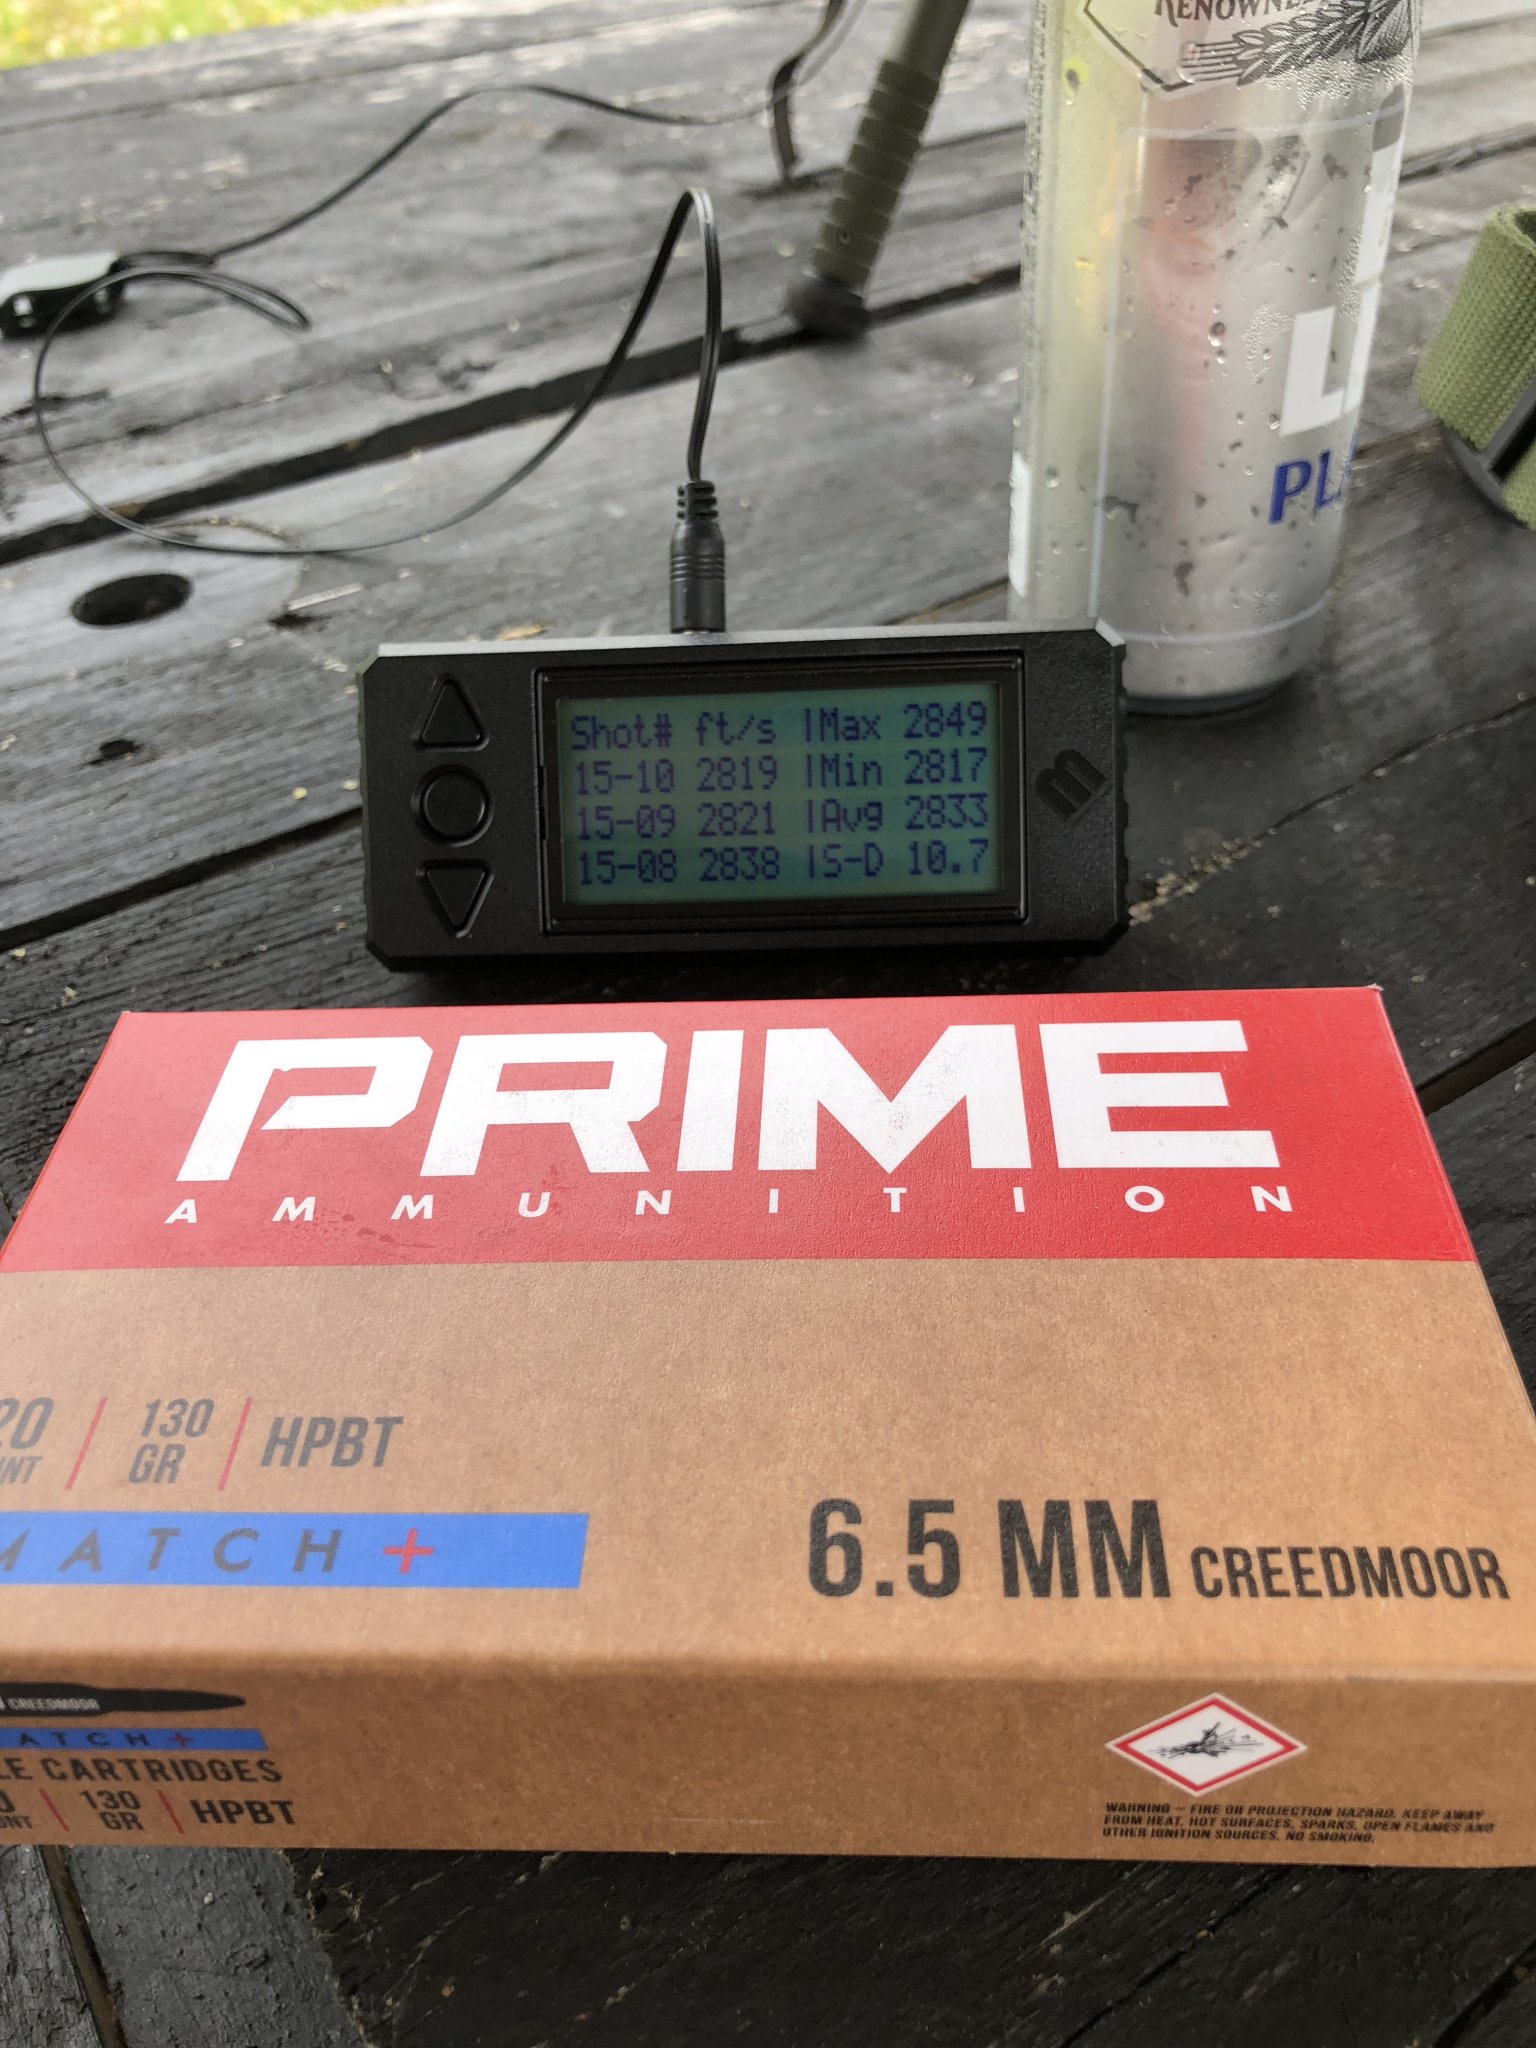 Shot# ft/s |Max 2849
15-10 2819 |Min 2817
15-09 2821 |Avg 2833
15-08 2838 |S-D 10.7
m
PRIME
AMMUNITION
130
GR
HPBT
MATCH+
6.5 MM CREEDMOOR
CREEDMOOR
CARTRIDGES
130
GR
HPBT
WARNING — FIRE OR PROJECTION HAZARD. KEEP AWAY
FROM HEAT, HOT SURFACES, SPARKS, OPEN FLAMES AND
OTHER IGNITION SOURCES. NO SMOKING.